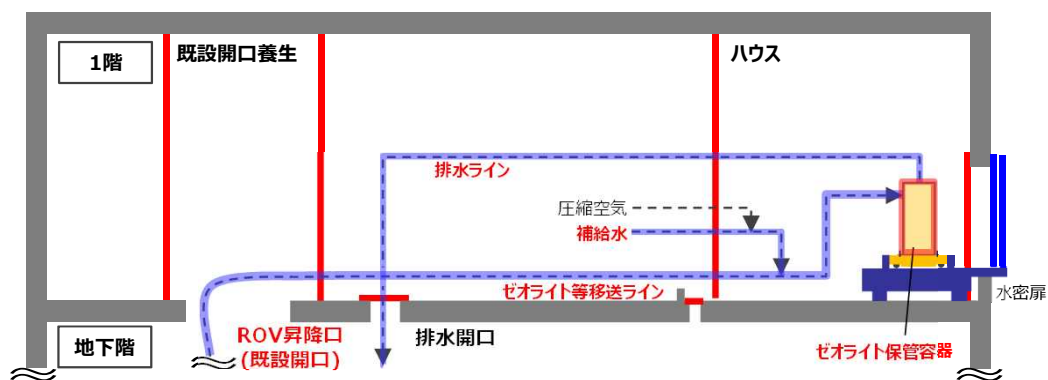 1階
既設開口養生
ハウス
排水ライン
圧縮空気
補給水
ゼオライト等移送ライン
水密扉
ROV昇降口
(既設開口)
排水開口
地下階
ゼオライト保管容器